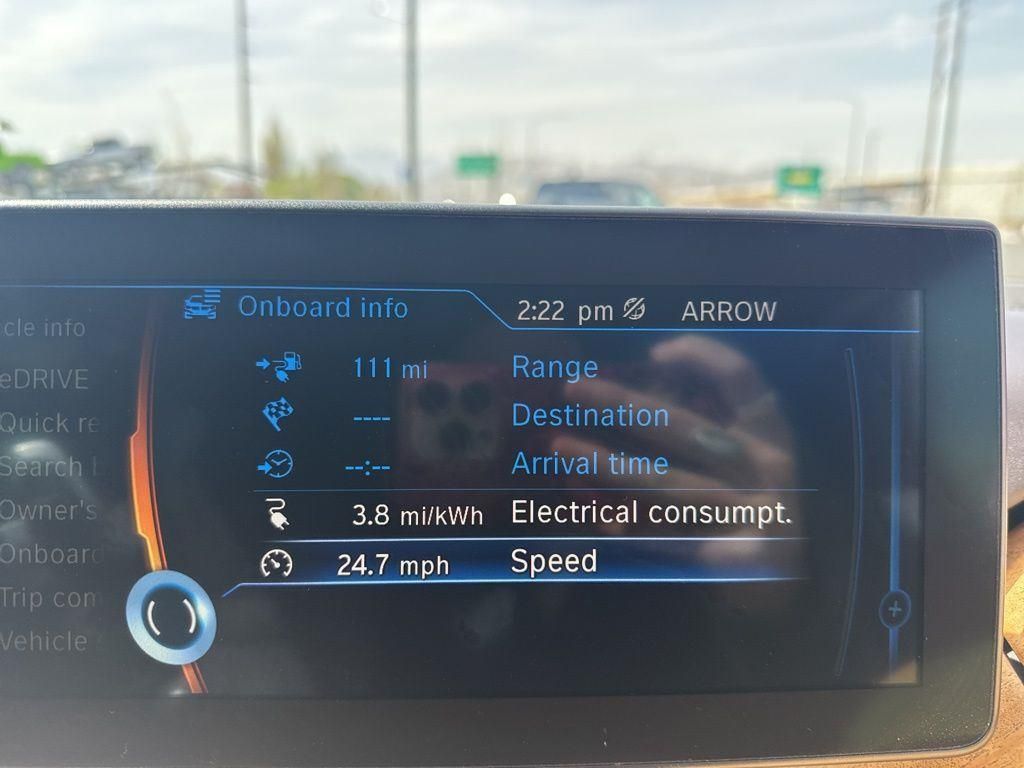 Onboard info
2:22 pm
ARROW
cle info
eDRIVE
Quick re
Search
Owner's
Onboard
Trip com
Vehicle
111 mi Range
---- Destination
--:-- Arrival time
3.8 mi/kWh Electrical consumpt.
24.7 mph Speed